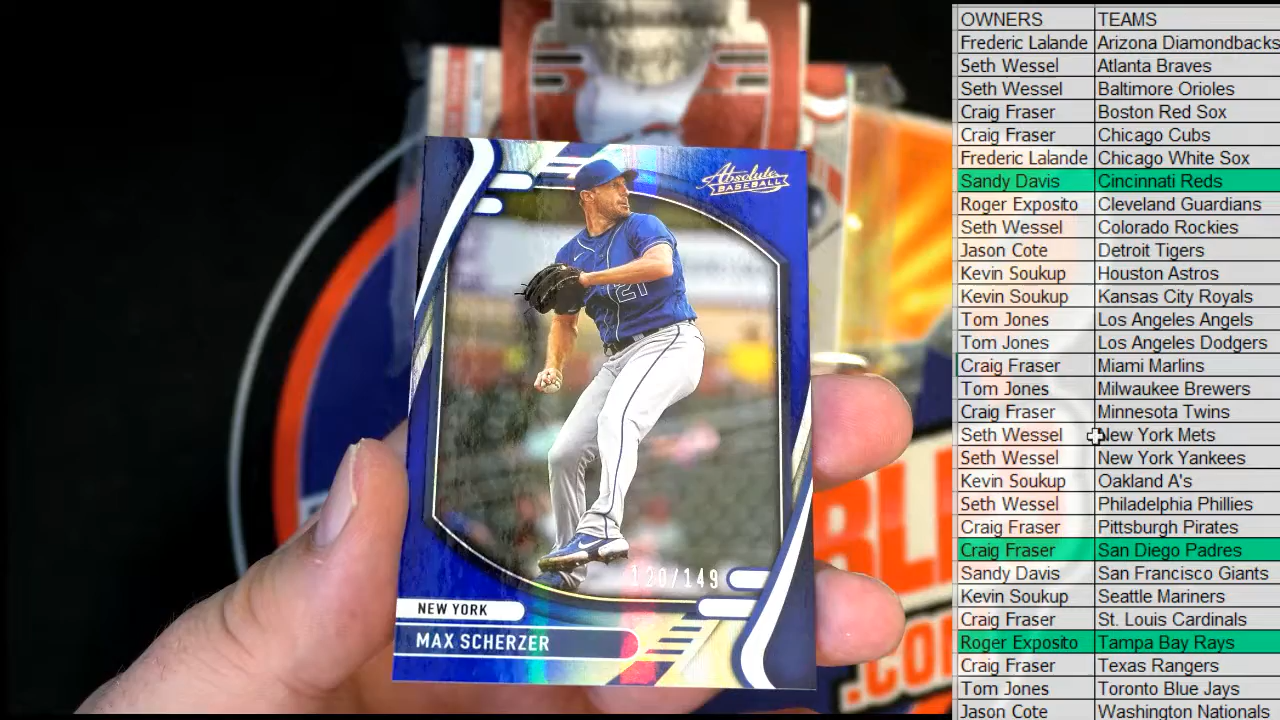 Absolute
BASEBALL
21
120/149
NEW YORK
MAX SCHERZER
OWNERS TEAMS
Frederic Lalande Arizona Diamondbacks
Seth Wessel Atlanta Braves
Seth Wessel Baltimore Orioles
Craig Fraser Boston Red Sox
Craig Fraser Chicago Cubs
Frederic Lalande Chicago White Sox
Sandy Davis Cincinnati Reds
Roger Exposito Cleveland Guardians
Seth Wessel Colorado Rockies
Jason Cote Detroit Tigers
Kevin Soukup Houston Astros
Kevin Soukup Kansas City Royals
Tom Jones Los Angeles Angels
Tom Jones Los Angeles Dodgers
Craig Fraser Miami Marlins
Tom Jones Milwaukee Brewers
Craig Fraser Minnesota Twins
Seth Wessel New York Mets
Seth Wessel New York Yankees
Kevin Soukup Oakland A's
Seth Wessel Philadelphia Phillies
Craig Fraser Pittsburgh Pirates
Craig Fraser San Diego Padres
Sandy Davis San Francisco Giants
Kevin Soukup Seattle Mariners
Craig Fraser St. Louis Cardinals
Roger Exposito Tampa Bay Rays
Craig Fraser Texas Rangers
Tom Jones Toronto Blue Jays
Jason Cote Washington Nationals